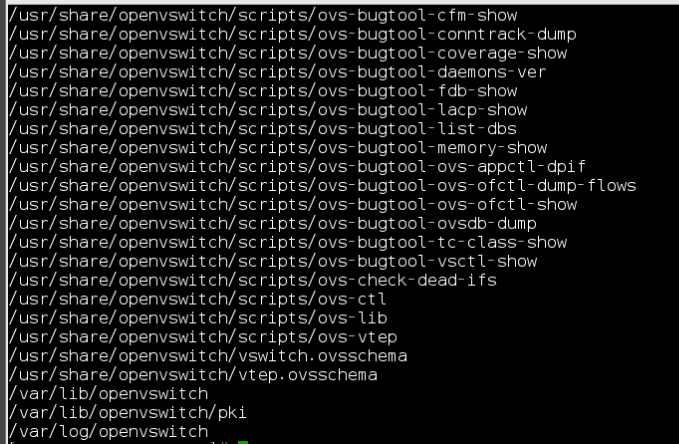 /usr/share/openvswitch/scripts/ovs-bugtool-cfm-show
/usr/share/openvswitch/scripts/ovs-bugtool-conntrack-dump
/usr/share/openvswitch/scripts/ovs-bugtool-coverage-show
/usr/share/openvswitch/scripts/ovs-bugtool-daemons-ver
/usr/share/openvswitch/scripts/ovs-bugtool-fdb-show
/usr/share/openvswitch/scripts/ovs-bugtool-lacp-show
/usr/share/openvswitch/scripts/ovs-bugtool-list-dbs
/usr/share/openvswitch/scripts/ovs-bugtool-memory-show
/usr/share/openvswitch/scripts/ovs-bugtool-ovs-appctl-dpif
/usr/share/openvswitch/scripts/ovs-bugtool-ovs-ofctl-dump-flows
/usr/share/openvswitch/scripts/ovs-bugtool-ovs-ofctl-show
/usr/share/openvswitch/scripts/ovs-bugtool-ovsdb-dump
/usr/share/openvswitch/scripts/ovs-bugtool-tc-class-show
/usr/share/openvswitch/scripts/ovs-bugtool-vsctl-show
/usr/share/openvswitch/scripts/ovs-check-dead-ifs
/usr/share/openvswitch/scripts/ovs-ctl
/usr/share/openvswitch/scripts/ovs-lib
/usr/share/openvswitch/scripts/ovs-vtep
/usr/share/openvswitch/vswitch.ovsschema
/usr/share/openvswitch/vtep.ovsschema
/var/lib/openvswitch
/var/lib/openvswitch/pki
/var/log/openvswitch